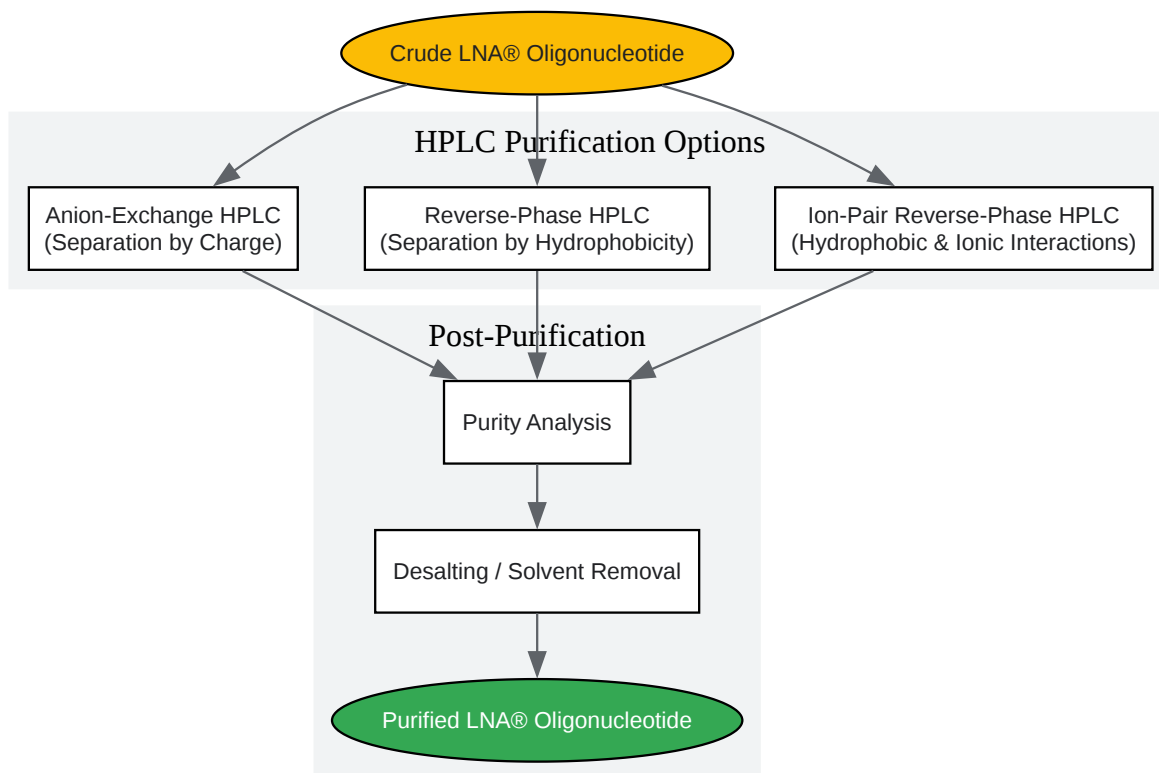 Crude LNA® Oligonucleotide
HPLC Purification Options
Anion-Exchange HPLC
(Separation by Charge)
Reverse-Phase HPLC
(Separation by Hydrophobicity)
Ion-Pair Reverse-Phase HPLC
(Hydrophobic & Ionic Interactions)
Post-Purification
Purity Analysis
Desalting / Solvent Removal
Purified LNA® Oligonucleotide